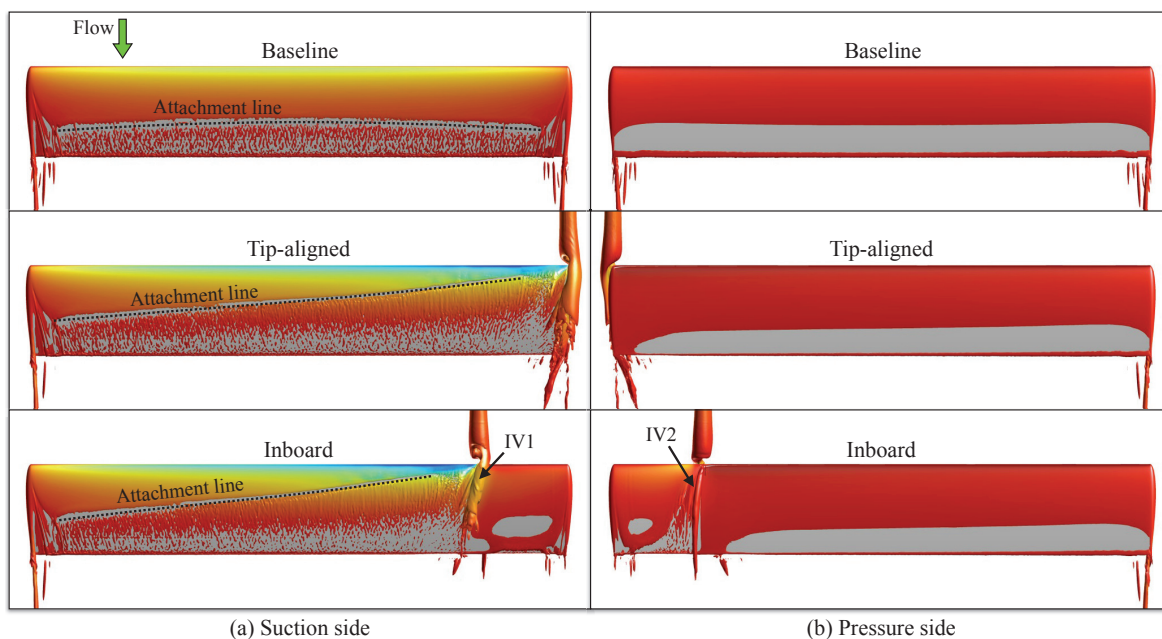 Flow
Baseline
Baseline
Attachment line
Tip-aligned
Tip-aligned
Attachment line
Inboard
Inboard
IV1
IV2
Attachment line
(a) Suction side
(b) Pressure side